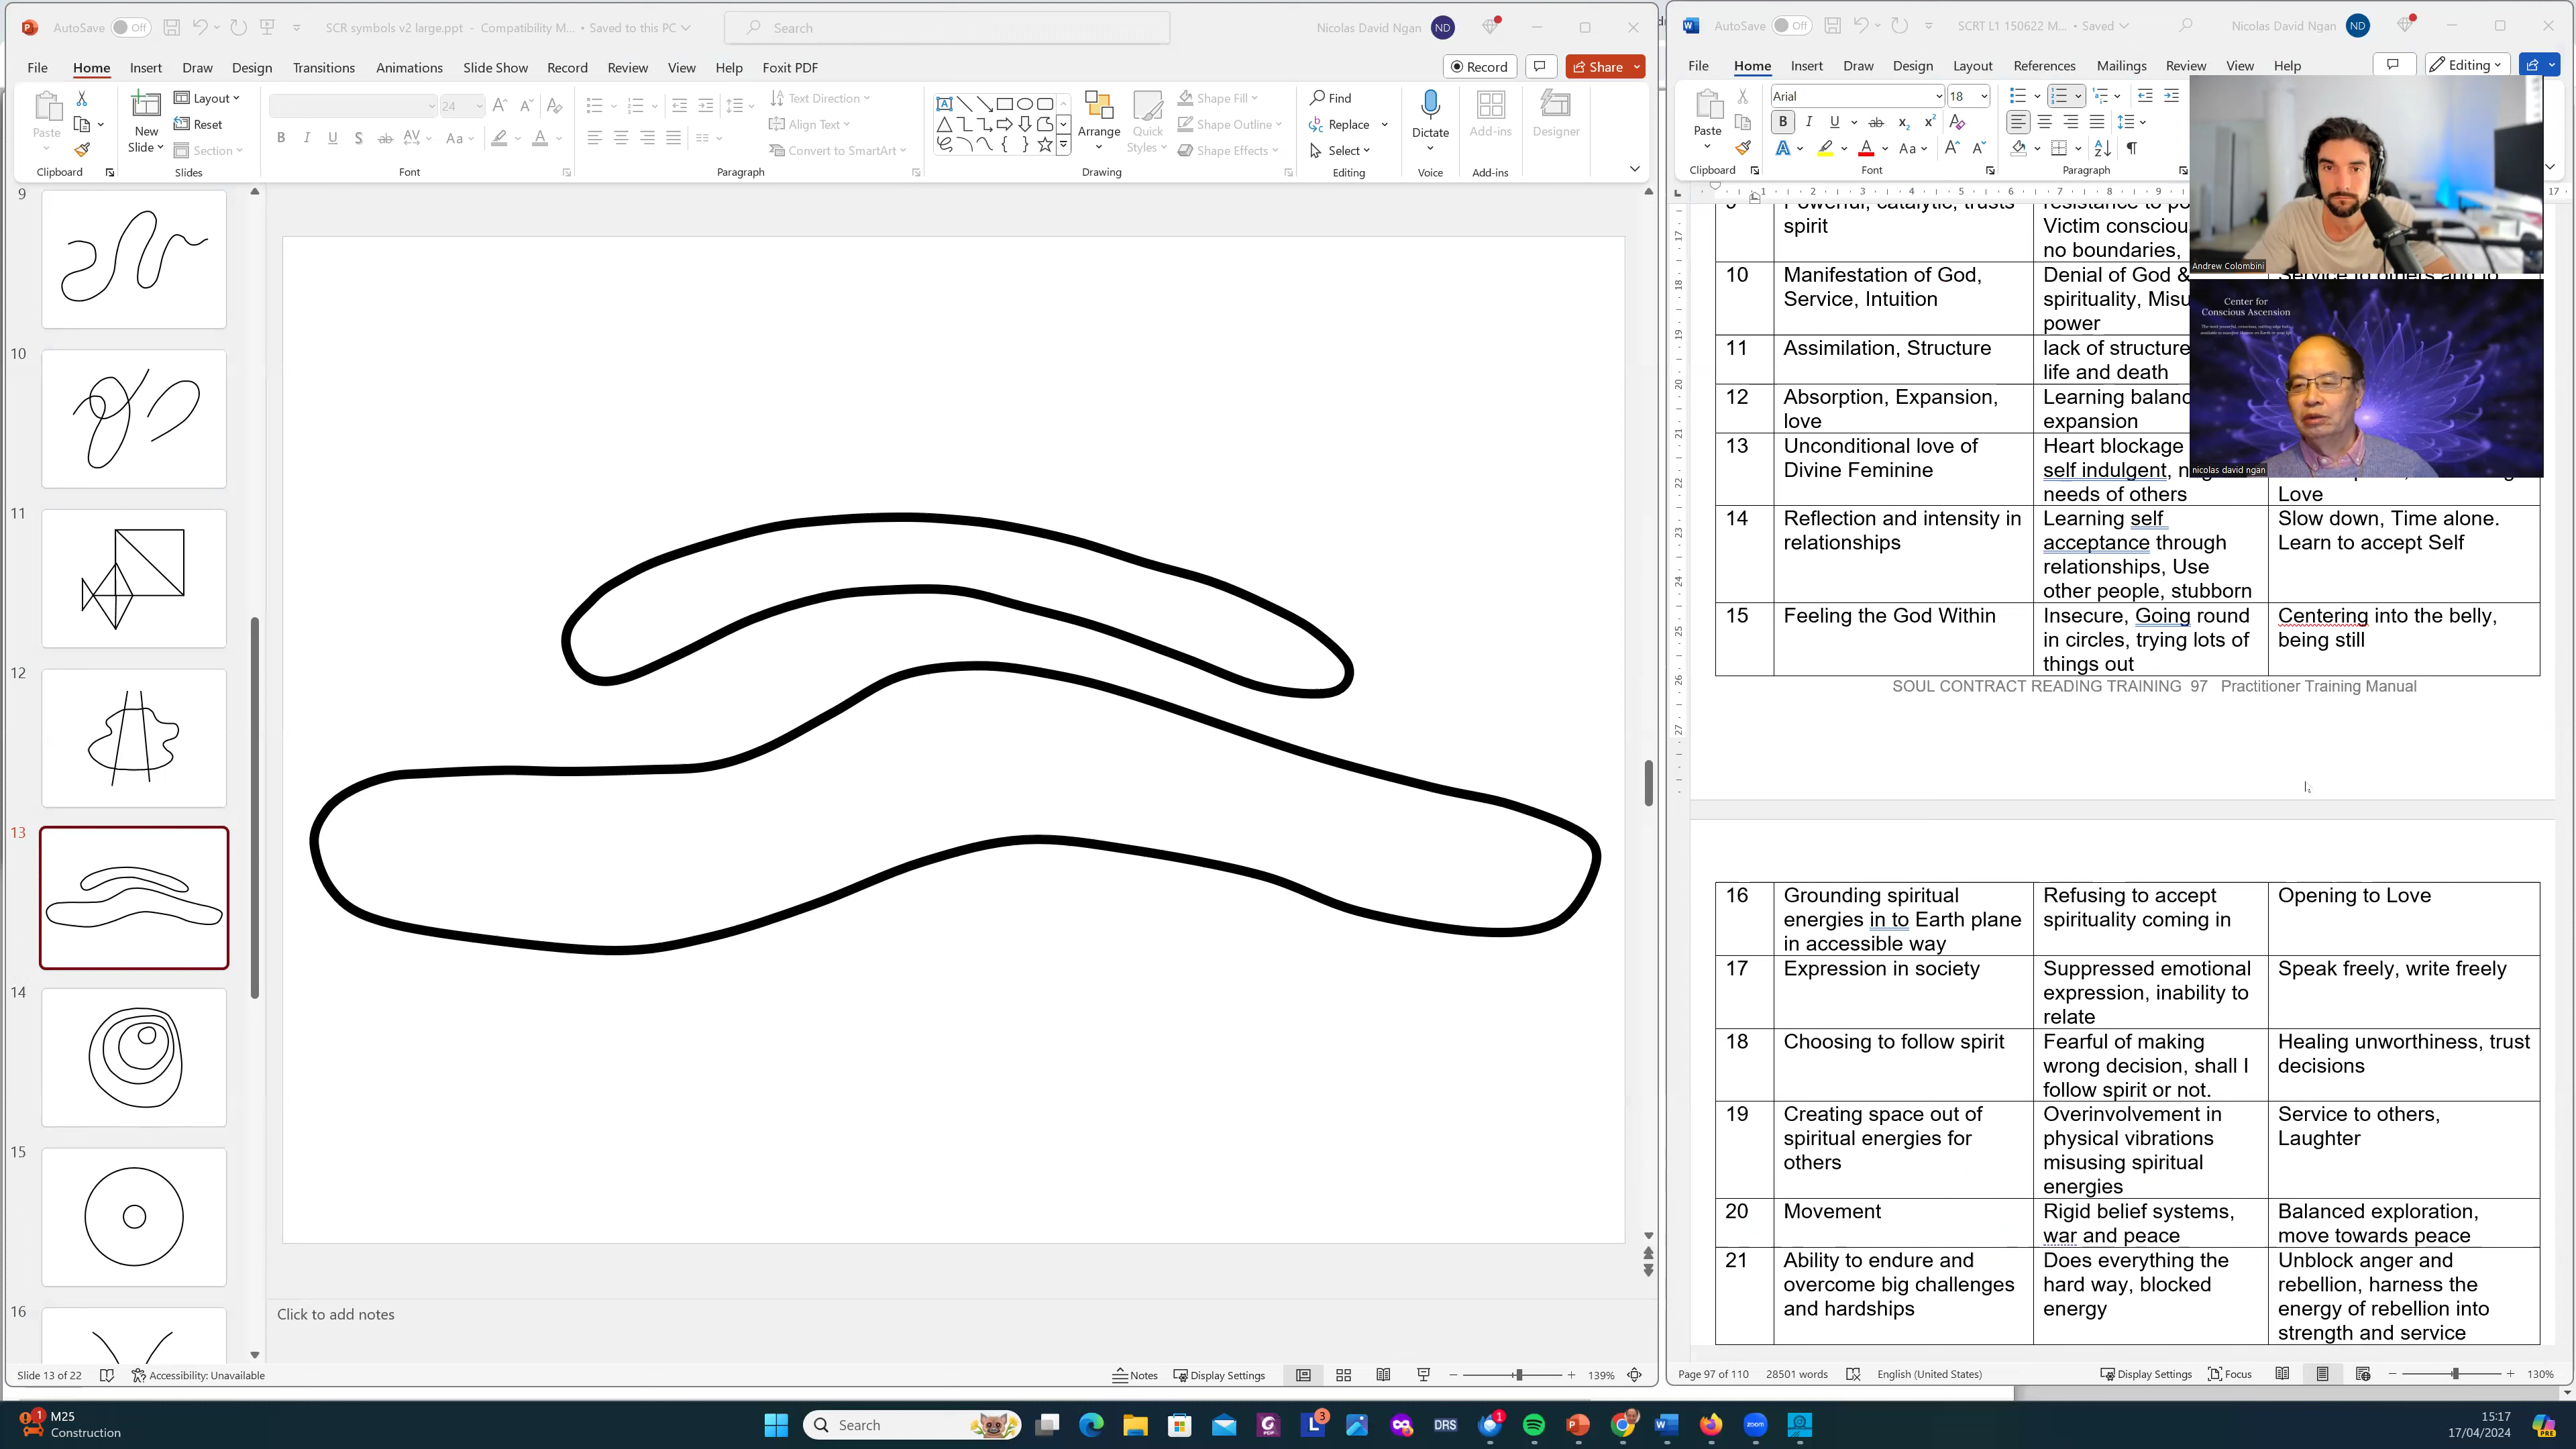 AutoSave Off SCR symbols v2 large.ppt - Compatibility M... • Saved to this PC Search Nicolas David Ngan ND
File Home Insert Draw Design Transitions Animations Slide Show Record Review View Help Foxit PDF Record Share
Paste New Slide Layout Reset Section 24 Text Direction Align Text Convert to SmartArt Arrange Quick Styles Shape Fill Shape Outline Shape Effects Find Replace Select Dictate Add-ins Designer
Clipboard Slides Font Paragraph Drawing Editing Voice Add-ins
9
10
11
12
13
14
15
16
Click to add notes
Slide 13 of 22 Accessibility: Unavailable Notes Display Settings 139%
AutoSave Off SCRT L1 150622 M... • Saved Nicolas David Ngan ND
File Home Insert Draw Design Layout References Mailings Review View Help Editing
Paste Arial 18
Clipboard Font Paragraph
Andrew Colombini
Center for
Conscious Ascension
nicolas david ngan
9 Powerful, catalytic, trusts spirit
Victim
no boundaries,
10 Manifestation of God, Service, Intuition
Denial of God & spirituality, power
Service to others and to
11 Assimilation, Structure
lack of structure life and death
12 Absorption, Expansion, love
Learning expansion
13 Unconditional love of Divine Feminine
Heart blockage self indulgent, needs of others
Love
14 Reflection and intensity in relationships
Learning self acceptance through relationships, Use other people, stubborn
Slow down, Time alone. Learn to accept Self
15 Feeling the God Within
Insecure, Going round in circles, trying lots of things out
Centering into the belly, being still
SOUL CONTRACT READING TRAINING 97 Practitioner Training Manual
16 Grounding spiritual energies in to Earth plane in accessible way
Refusing to accept spirituality coming in
Opening to Love
17 Expression in society
Suppressed emotional expression, inability to relate
Speak freely, write freely
18 Choosing to follow spirit
Fearful of making wrong decision, shall I follow spirit or not.
Healing unworthiness, trust decisions
19 Creating space out of spiritual energies for others
Overinvolvement in physical vibrations misusing spiritual energies
Service to others, Laughter
20 Movement
Rigid belief systems, war and peace
Balanced exploration, move towards peace
21 Ability to endure and overcome big challenges and hardships
Does everything the hard way, blocked energy
Unblock anger and rebellion, harness the energy of rebellion into strength and service
Page 97 of 110 28501 words English (United States) Display Settings Focus 130%
M25
Construction
Search
DRS
15:17
17/04/2024